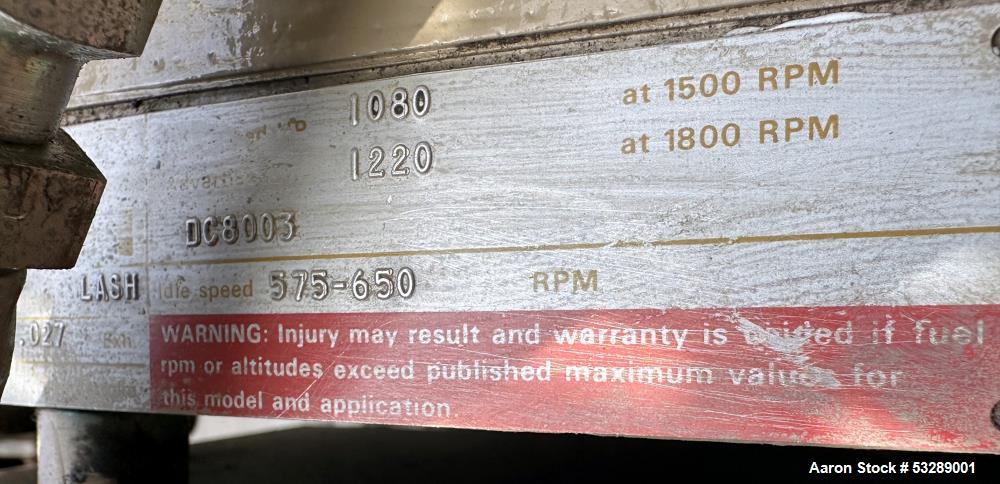 1080 at 1500 RPM
1220 at 1800 RPM
DC8003
LASH Idle speed 575-650 RPM
.027 Exh.
WARNING: Injury may result and warranty is if fuel
rpm or altitudes exceed published maximum values for
this model and application.
Aaron Stock # 53289001